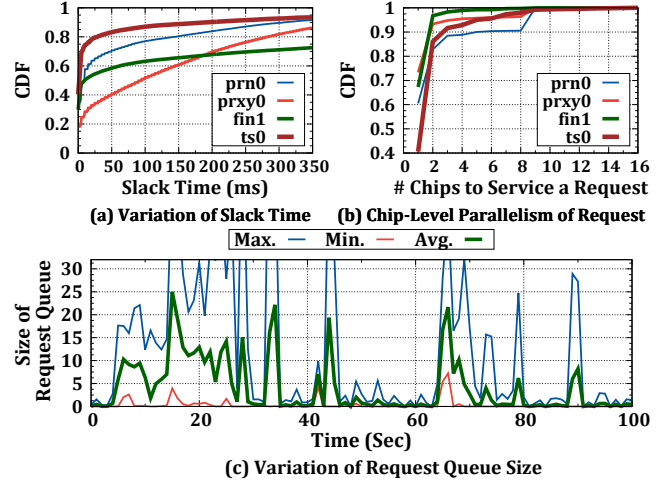 1
0.8
0.6
0.4
0.2
0
CDF
prn0
prxy0
fin1
ts0
0 50 100 150 200 250 300 350
Slack Time (ms)
(a) Variation of Slack Time
1
0.9
0.8
0.7
0.6
0.5
0.4
CDF
prn0
prxy0
fin1
ts0
0 2 4 6 8 10 12 14 16
# Chips to Service a Request
(b) Chip-Level Parallelism of Request
Max. Min. Avg.
30
25
20
15
10
5
0
Size of
Request Queue
0 20 40 60 80 100
Time (Sec)
(c) Variation of Request Queue Size